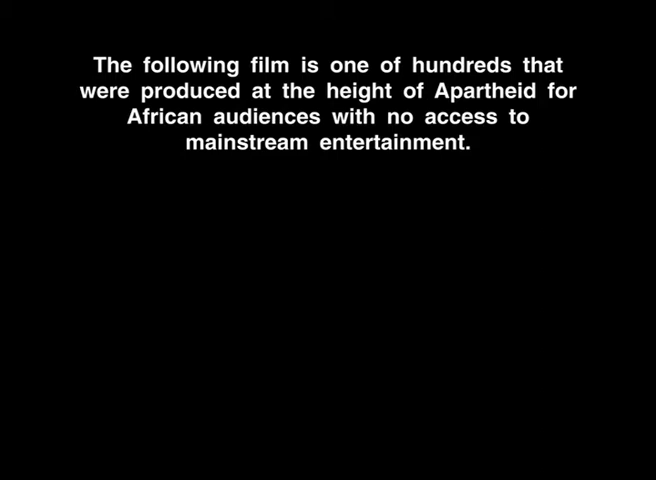 The following film is one of hundreds that
were produced at the height of Apartheid for
African audiences with no access to
mainstream entertainment.